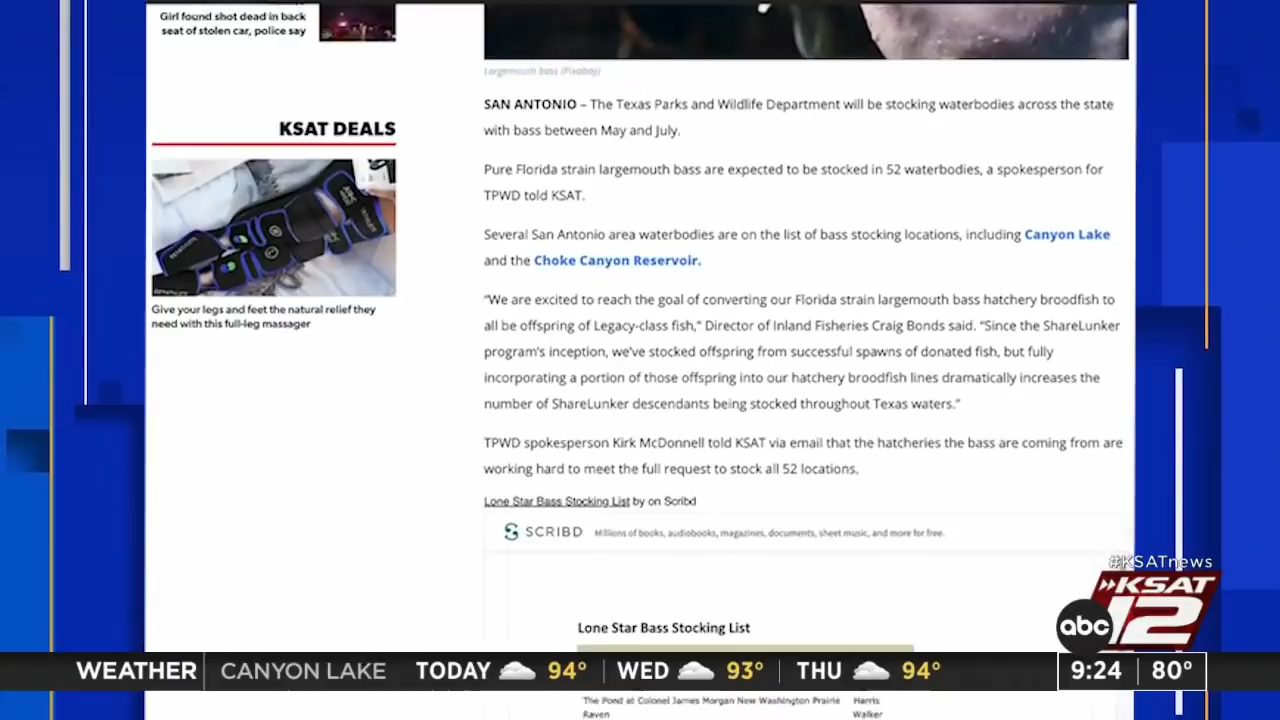 Girl found shot dead in back
seat of stolen car, police say
Largemouth bass (Pixabay)
SAN ANTONIO – The Texas Parks and Wildlife Department will be stocking waterbodies across the state
with bass between May and July.
KSAT DEALS
Pure Florida strain largemouth bass are expected to be stocked in 52 waterbodies, a spokesperson for
TPWD told KSAT.
Several San Antonio area waterbodies are on the list of bass stocking locations, including Canyon Lake
and the Choke Canyon Reservoir.
Give your legs and feet the natural relief they
need with this full-leg massager
“We are excited to reach the goal of converting our Florida strain largemouth bass hatchery broodfish to
all be offspring of Legacy-class fish,” Director of Inland Fisheries Craig Bonds said. “Since the ShareLunker
program’s inception, we’ve stocked offspring from successful spawns of donated fish, but fully
incorporating a portion of those offspring into our hatchery broodfish lines dramatically increases the
number of ShareLunker descendants being stocked throughout Texas waters.”
TPWD spokesperson Kirk McDonnell told KSAT via email that the hatcheries the bass are coming from are
working hard to meet the full request to stock all 52 locations.
Lone Star Bass Stocking List by on Scribd
SCRIBD Millions of books, audiobooks, magazines, documents, sheet music, and more for free.
#KSATnews
KSAT
abc 12
Lone Star Bass Stocking List
WEATHER CANYON LAKE TODAY 94° WED 93° THU 94° 9:24 80°
The Pond at Colonel James Morgan New Washington Prairie Harris
Raven Walker